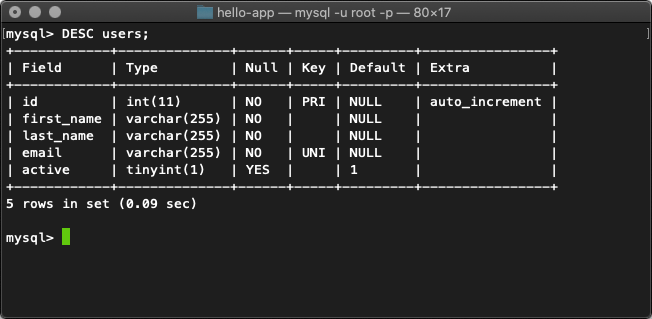 hello-app — mysql -u root -p — 80×17
[mysql> DESC users; ]
+------------+--------------+------+-----+---------+----------------+
| Field      | Type         | Null | Key | Default | Extra          |
+------------+--------------+------+-----+---------+----------------+
| id         | int(11)      | NO   | PRI | NULL    | auto_increment |
| first_name | varchar(255) | NO   |     | NULL    |                |
| last_name  | varchar(255) | NO   |     | NULL    |                |
| email      | varchar(255) | NO   | UNI | NULL    |                |
| active     | tinyint(1)   | YES  |     | 1       |                |
+------------+--------------+------+-----+---------+----------------+
5 rows in set (0.09 sec)
mysql>